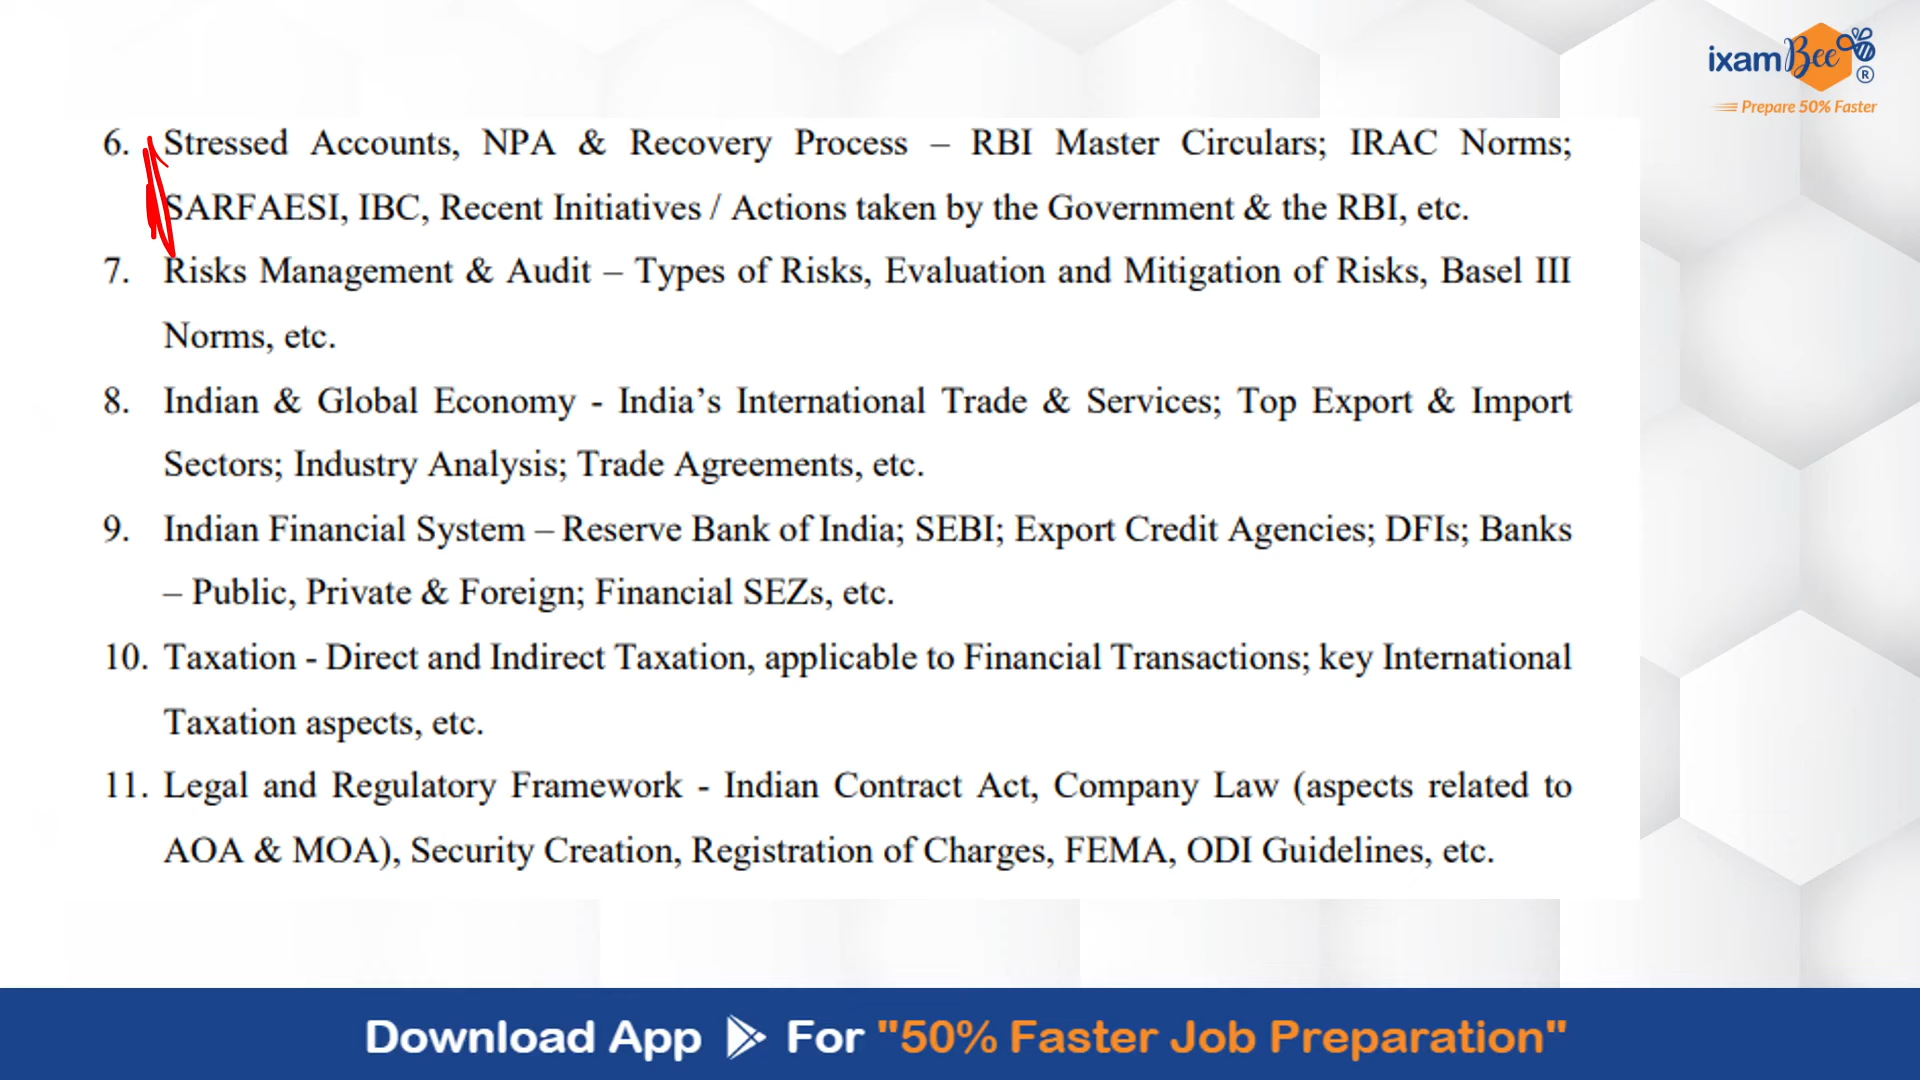 ixamBee ®
Prepare 50% Faster
6. Stressed Accounts, NPA & Recovery Process – RBI Master Circulars; IRAC Norms;
SARFAESI, IBC, Recent Initiatives / Actions taken by the Government & the RBI, etc.
7. Risks Management & Audit – Types of Risks, Evaluation and Mitigation of Risks, Basel III
Norms, etc.
8. Indian & Global Economy - India’s International Trade & Services; Top Export & Import
Sectors; Industry Analysis; Trade Agreements, etc.
9. Indian Financial System – Reserve Bank of India; SEBI; Export Credit Agencies; DFIs; Banks
– Public, Private & Foreign; Financial SEZs, etc.
10. Taxation - Direct and Indirect Taxation, applicable to Financial Transactions; key International
Taxation aspects, etc.
11. Legal and Regulatory Framework - Indian Contract Act, Company Law (aspects related to
AOA & MOA), Security Creation, Registration of Charges, FEMA, ODI Guidelines, etc.
Download App For "50% Faster Job Preparation"